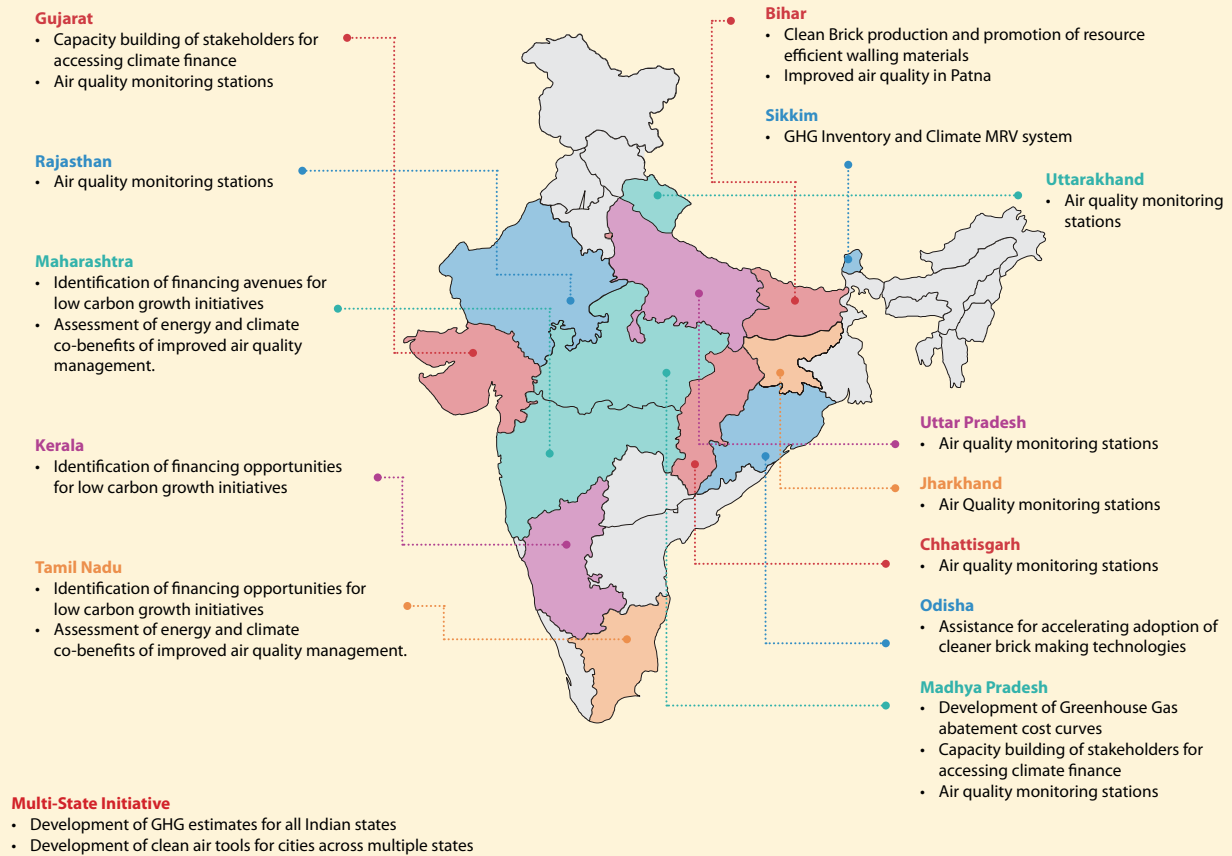 Gujarat
• Capacity building of stakeholders for
accessing climate finance
• Air quality monitoring stations
Rajasthan
• Air quality monitoring stations
Maharashtra
• Identification of financing avenues for
low carbon growth initiatives
• Assessment of energy and climate
co-benefits of improved air quality
management.
Kerala
• Identification of financing opportunities
for low carbon growth initiatives
Tamil Nadu
• Identification of financing opportunities for
low carbon growth initiatives
• Assessment of energy and climate
co-benefits of improved air quality management.
Bihar
• Clean Brick production and promotion of resource
efficient walling materials
• Improved air quality in Patna
Sikkim
• GHG Inventory and Climate MRV system
Uttarakhand
• Air quality monitoring
stations
Uttar Pradesh
• Air quality monitoring stations
Jharkhand
• Air Quality monitoring stations
Chhattisgarh
• Air quality monitoring stations
Odisha
• Assistance for accelerating adoption of
cleaner brick making technologies
Madhya Pradesh
• Development of Greenhouse Gas
abatement cost curves
• Capacity building of stakeholders for
accessing climate finance
• Air quality monitoring stations
Multi-State Initiative
• Development of GHG estimates for all Indian states
• Development of clean air tools for cities across multiple states